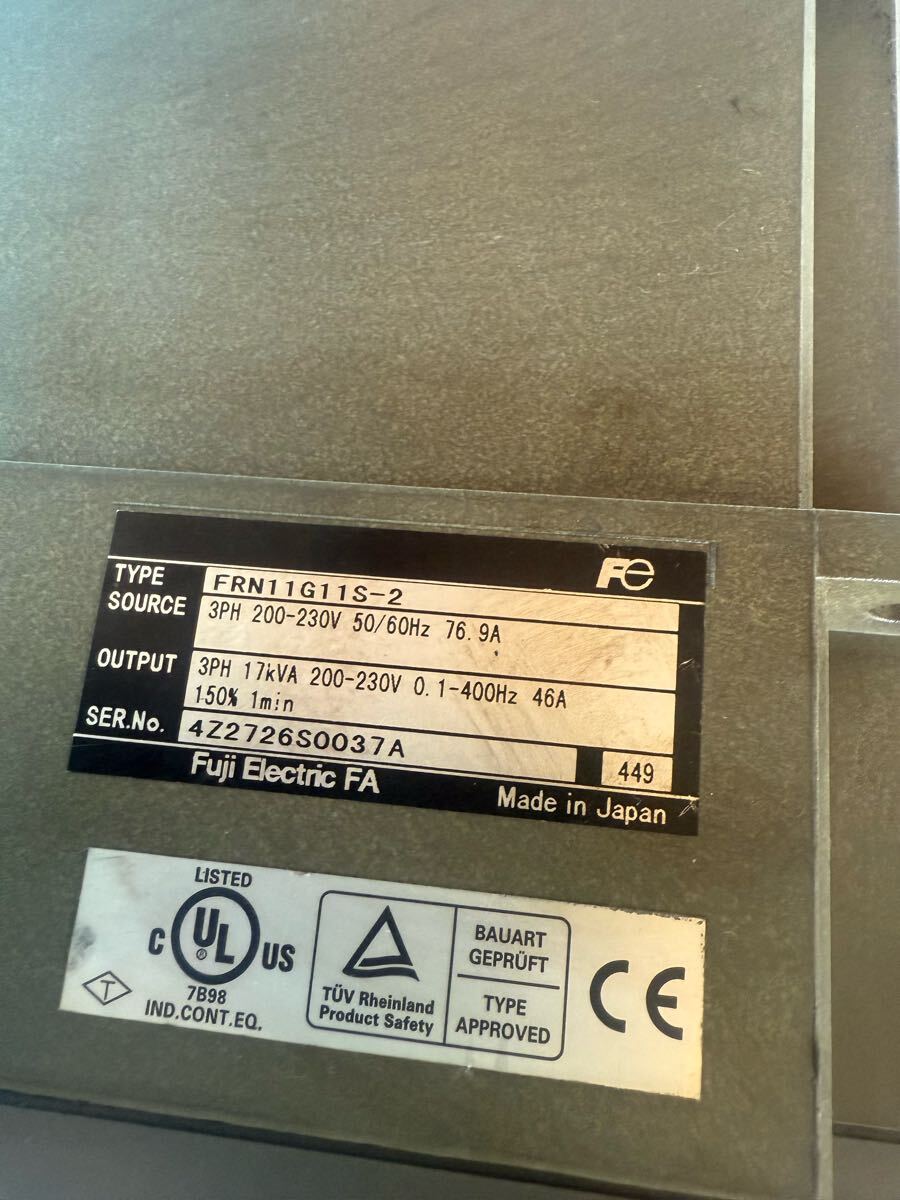 Fe
TYPE FRN11G11S-2
SOURCE 3PH 200-230V 50/60Hz 76.9A
OUTPUT 3PH 17kVA 200-230V 0.1-400Hz 46A
150% 1min
SER.No. 4Z2726S0037A 449
Fuji Electric FA
Made in Japan
LISTED
C UL ® US
7B98
IND.CONT.EQ.
T
TÜV Rheinland
Product Safety
BAUART
GEPRÜFT
TYPE
APPROVED
CE